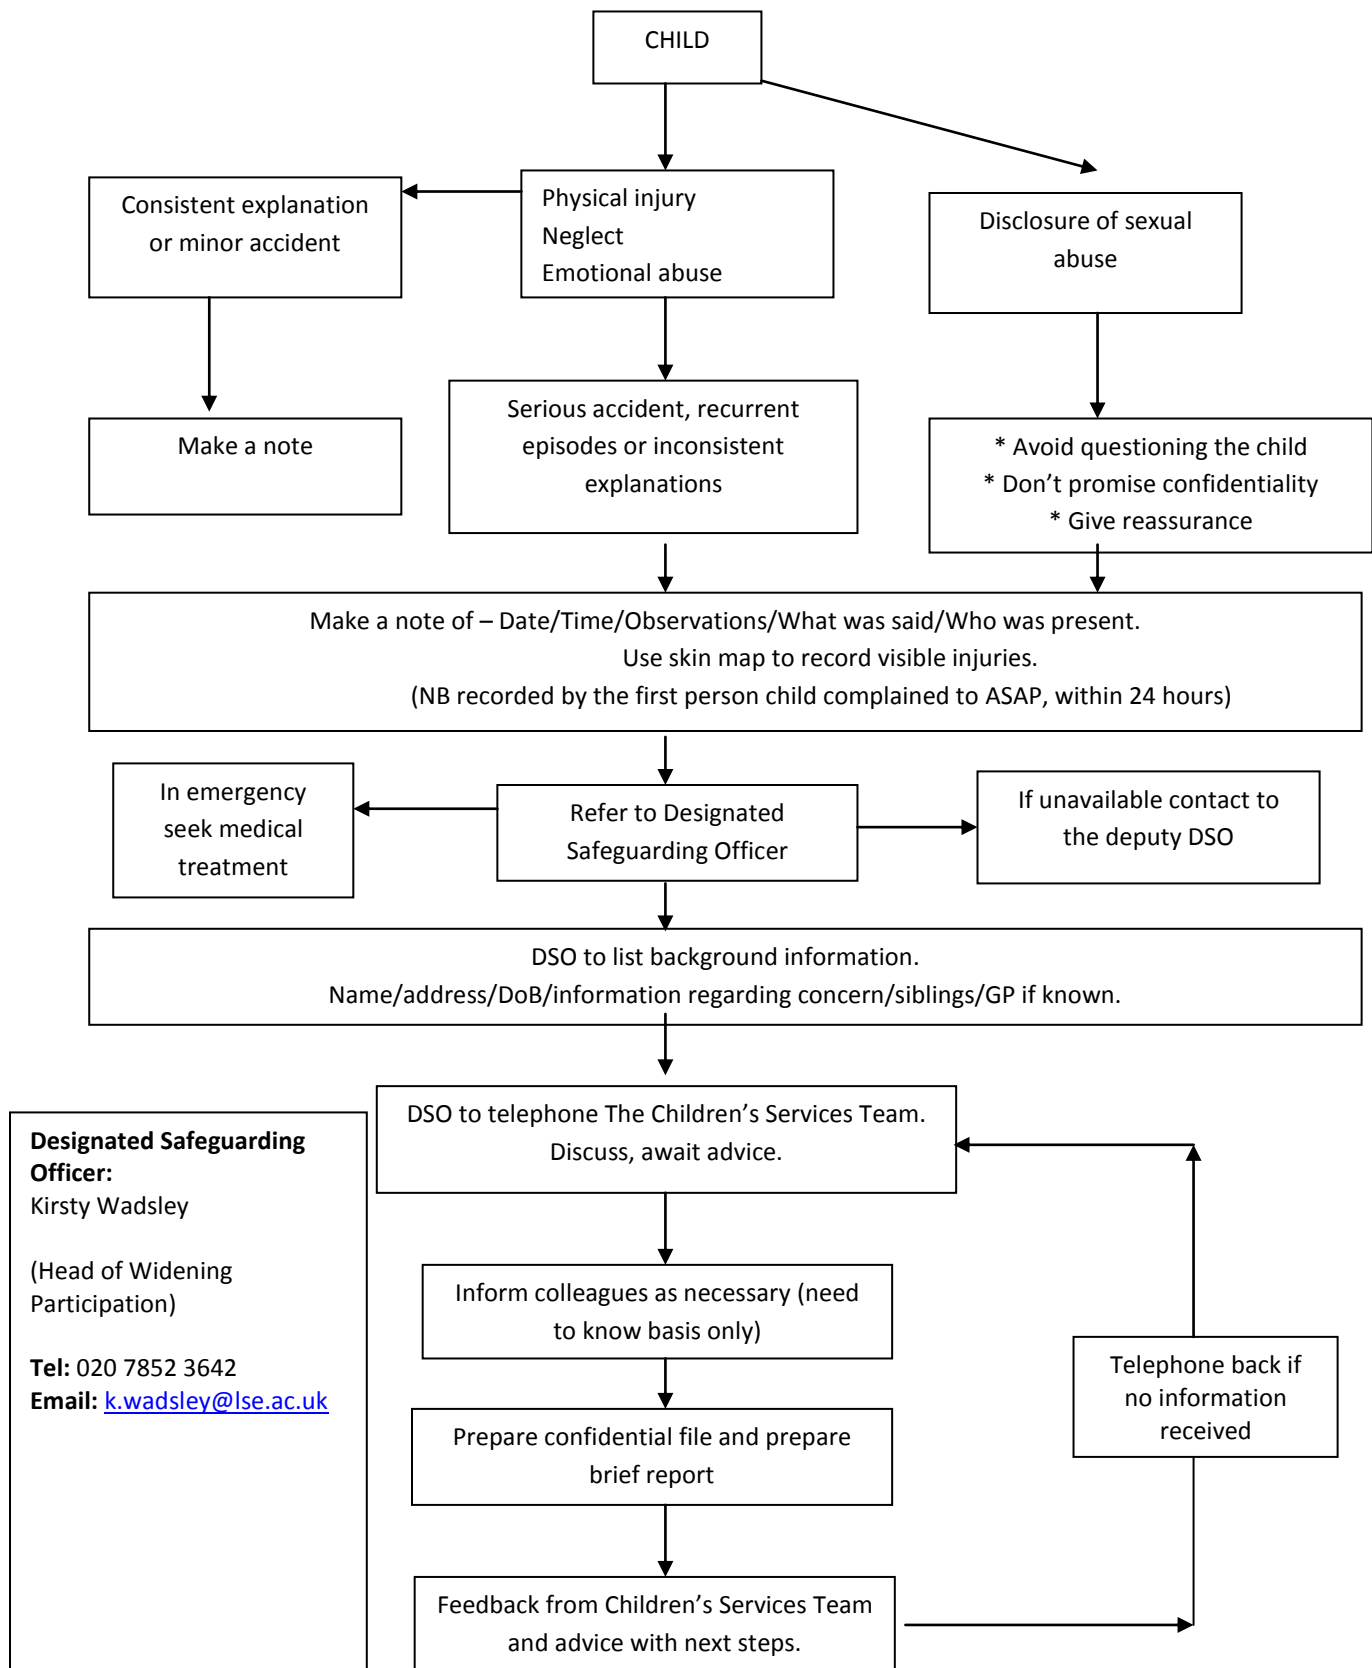 CHILD
Consistent explanation
or minor accident
Physical injury
Neglect
Emotional abuse
Disclosure of sexual
abuse
Make a note
Serious accident, recurrent
episodes or inconsistent
explanations
* Avoid questioning the child
* Don’t promise confidentiality
* Give reassurance
Make a note of – Date/Time/Observations/What was said/Who was present.
Use skin map to record visible injuries.
(NB recorded by the first person child complained to ASAP, within 24 hours)
In emergency
seek medical
treatment
Refer to Designated
Safeguarding Officer
If unavailable contact to
the deputy DSO
DSO to list background information.
Name/address/DoB/information regarding concern/siblings/GP if known.
DSO to telephone The Children’s Services Team.
Discuss, await advice.
Designated Safeguarding
Officer:
Kirsty Wadsley
(Head of Widening
Participation)
Tel: 020 7852 3642
Email: k.wadsley@lse.ac.uk
Inform colleagues as necessary (need
to know basis only)
Telephone back if
no information
received
Prepare confidential file and prepare
brief report
Feedback from Children’s Services Team
and advice with next steps.